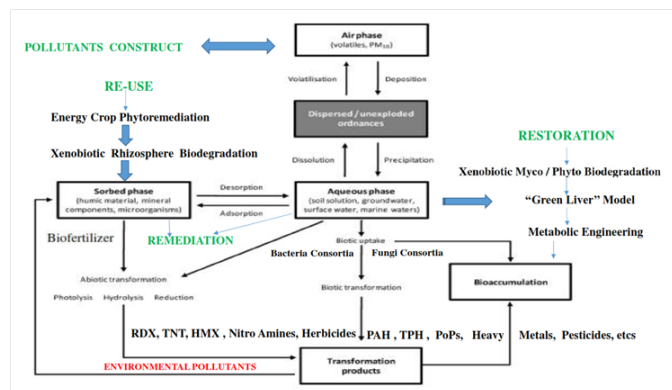 POLLUTANTS CONSTRUCT
Air phase
(volatiles, PM10)
RE-USE
Volatilisation
Deposition
Energy Crop Phytoremediation
Dispersed / unexploded
ordnances
RESTORATION
Xenobiotic Rhizosphere Biodegradation
Dissolution
Precipitation
Xenobiotic Myco / Phyto Biodegradation
Sorbed phase
(humic material, mineral
components, microorganisms)
Desorption
Adsorption
Aqueous phase
(soil solution, groundwater,
surface water, marine waters)
“Green Liver” Model
Biofertilizer
REMEDIATION
Metabolic Engineering
Biotic uptake
Bacteria Consortia
Fungi Consortia
Abiotic transformation
Photolysis Hydrolysis Reduction
Biotic transformation
Bioaccumulation
RDX, TNT, HMX , Nitro Amines, Herbicides
PAH , TPH , PoPs, Heavy Metals, Pesticides, etcs
ENVIRONMENTAL POLLUTANTS
Transformation
products